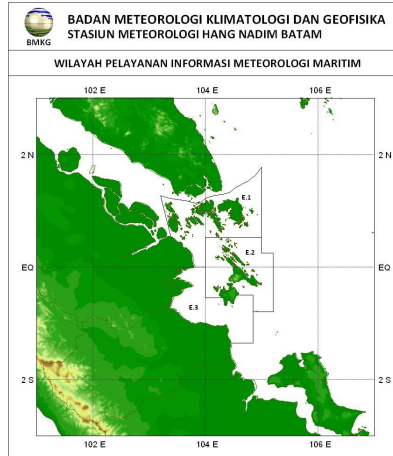 BADAN METEOROLOGI KLIMATOLOGI DAN GEOFISIKA
STASIUN METEOROLOGI HANG NADIM BATAM
BMKG
WILAYAH PELAYANAN INFORMASI METEOROLOGI MARITIM
102 E 104 E 106 E
2 N 2 N
E.1
E.2
EQ EQ
E.3
2 S 2 S
102 E 104 E 106 E